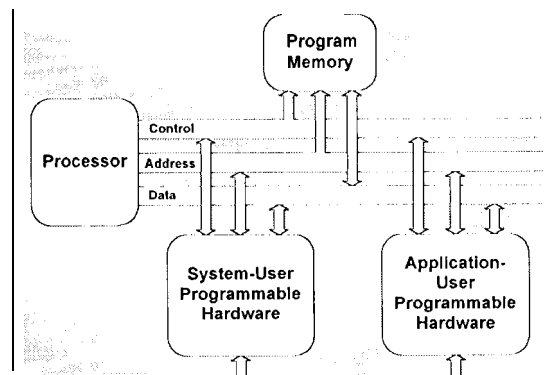 Program
Memory
Control
Processor
Address
Data
System-User
Programmable
Hardware
Application-
User
Programmable
Hardware